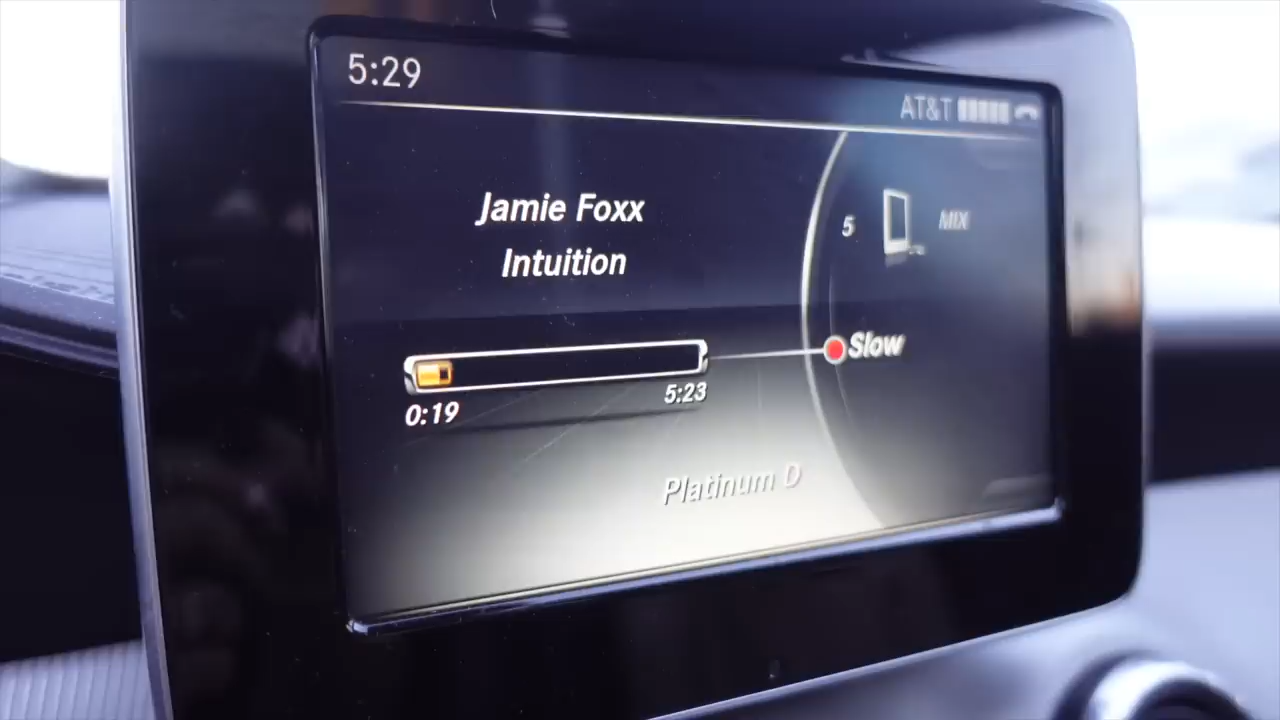 5:29
AT&T
Jamie Foxx
Intuition
5
MIX
Slow
0:19
5:23
Platinum D